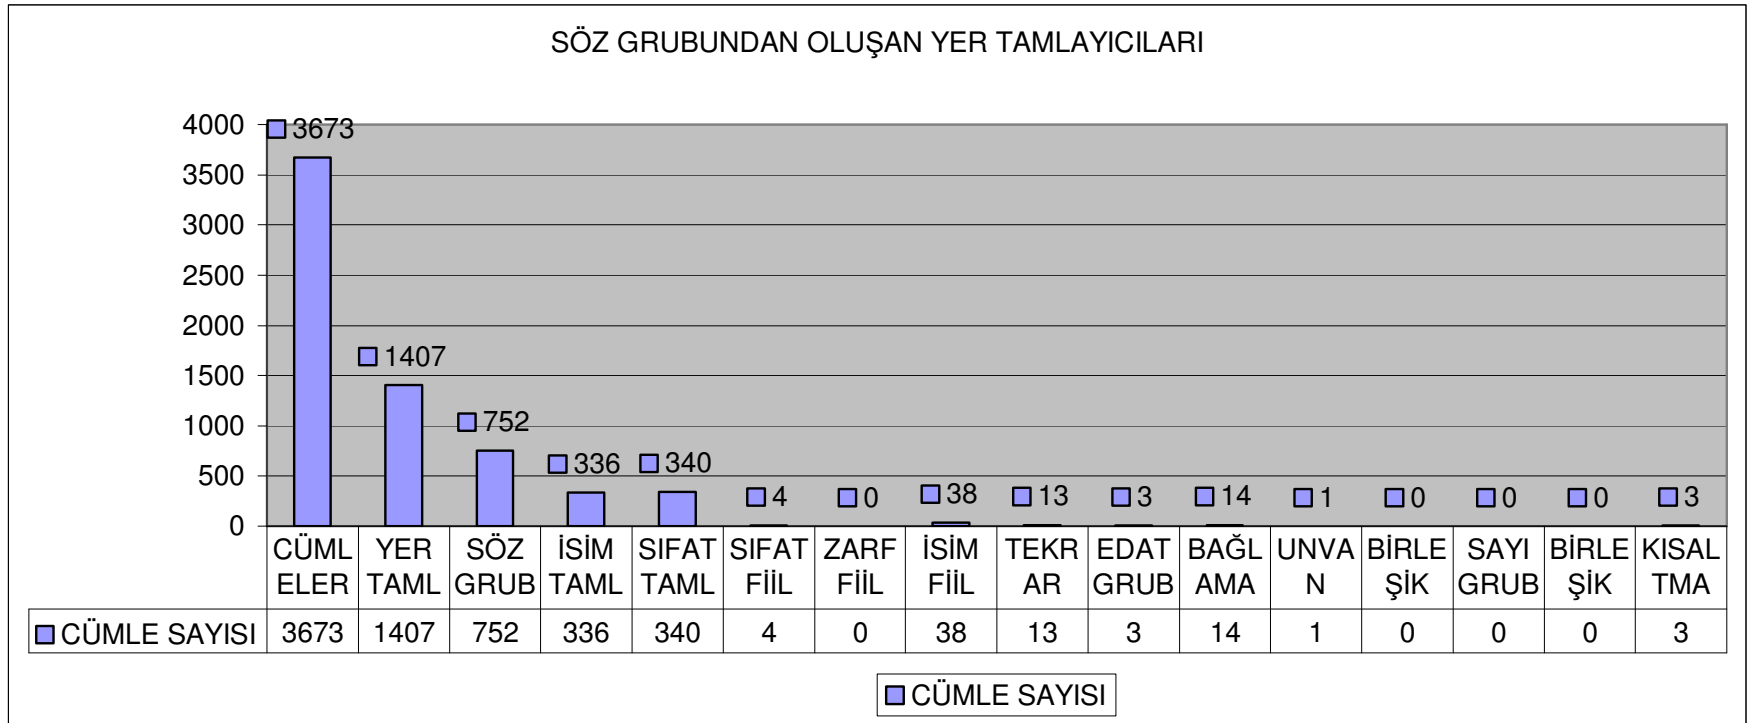 SÖZ GRUBUNDAN OLUŞAN YER TAMLAYICILARI
4000
3500
3000
2500
2000
1500
1000
500
0
3673
1407
752
336
340
4
0
38
13
3
14
1
0
0
0
3
CÜML ELER
YER TAML
SÖZ GRUB
İSİM TAML
SIFAT TAML
SIFAT FİİL
ZARF FİİL
İSİM FİİL
TEKR AR
EDAT GRUB
BAĞL AMA
UNVA N
BİRLE ŞİK
SAYI GRUB
BİRLE ŞİK
KISAL TMA
CÜMLE SAYISI 3673 1407 752 336 340 4 0 38 13 3 14 1 0 0 0 3
CÜMLE SAYISI